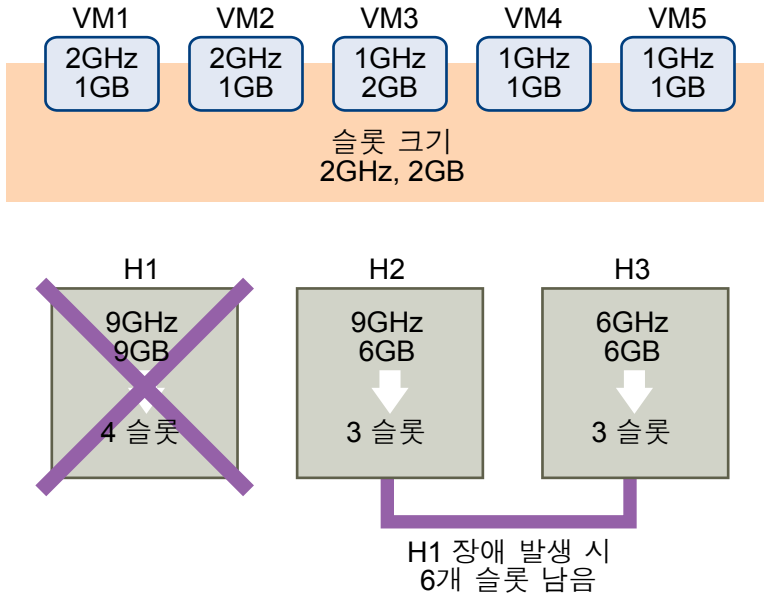 VM1 VM2 VM3 VM4 VM5
2GHz 2GHz 1GHz 1GHz 1GHz
1GB 1GB 2GB 1GB 1GB
슬롯 크기
2GHz, 2GB
H1 H2 H3
9GHz 9GHz 6GHz
9GB 6GB 6GB
4 슬롯 3 슬롯 3 슬롯
H1 장애 발생 시
6개 슬롯 남음